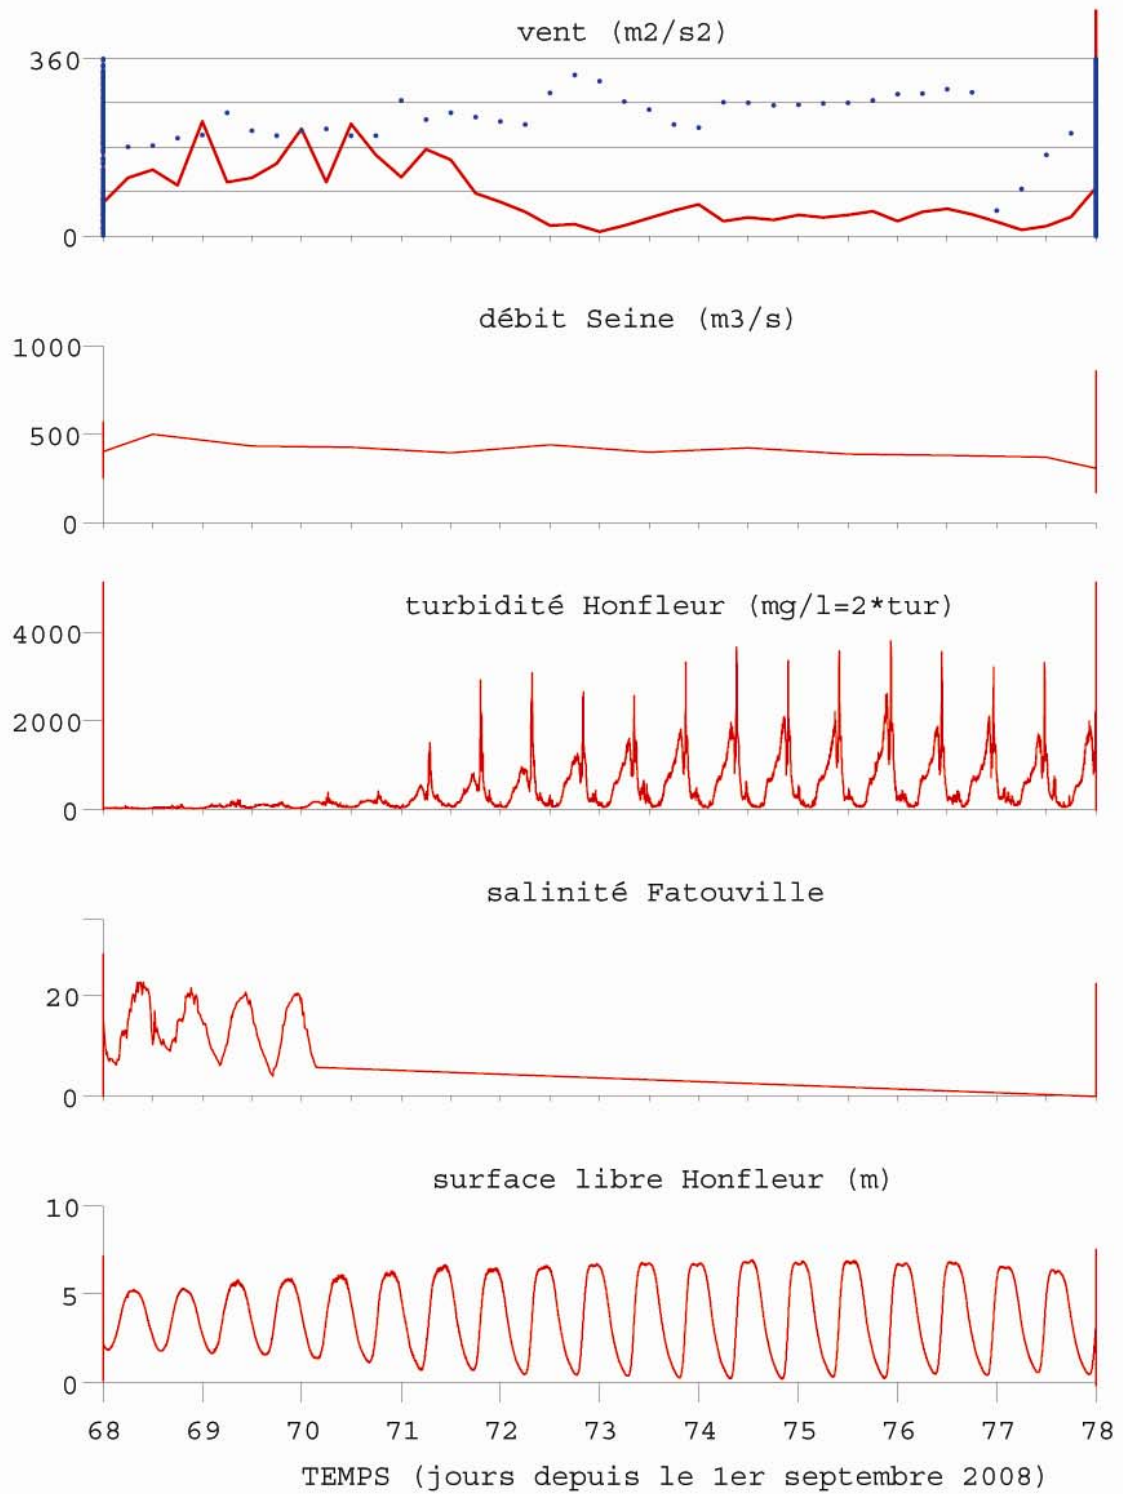 vent (m2/s2)
360
0
débit Seine (m3/s)
1000
500
0
turbidité Honfleur (mg/l=2*tur)
4000
2000
0
salinité Fatouville
20
0
surface libre Honfleur (m)
10
5
0
68 69 70 71 72 73 74 75 76 77 78
TEMPS (jours depuis le 1er septembre 2008)